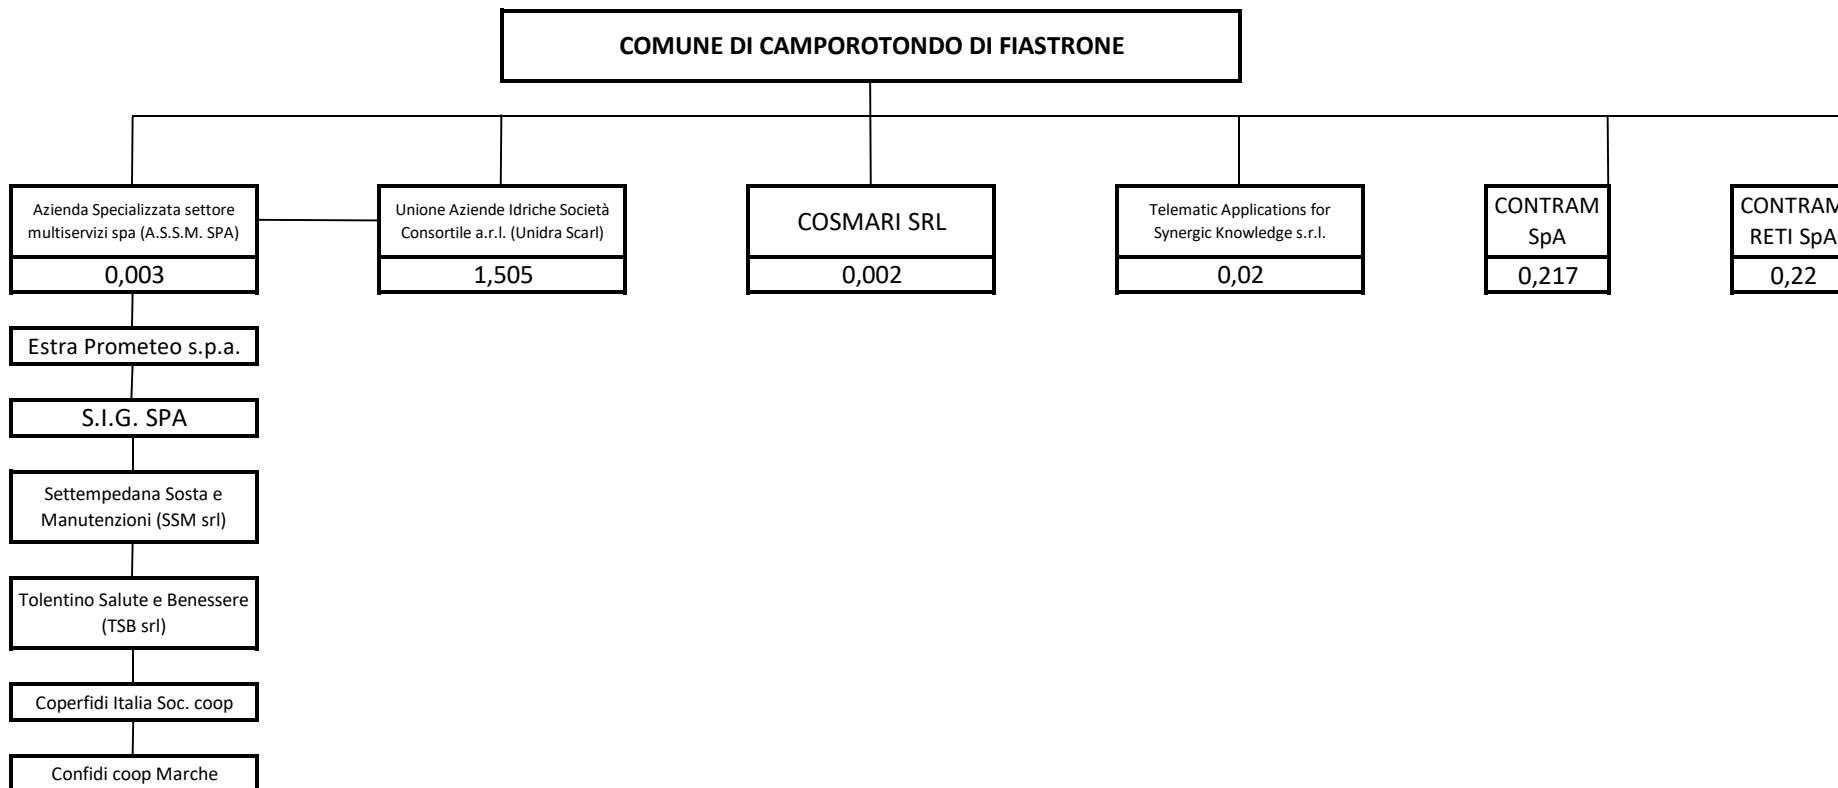 COMUNE DI CAMPOROTONDO DI FIASTRONE
Azienda Specializzata settore
multiservizi spa (A.S.S.M. SPA)
0,003
Unione Aziende Idriche Società
Consortile a.r.l. (Unidra Scarl)
1,505
COSMARI SRL
0,002
Telematic Applications for
Synergic Knowledge s.r.l.
0,02
CONTRAM
SpA
0,217
CONTRAM
RETI SpA
0,22
Estra Prometeo s.p.a.
S.I.G. SPA
Settempedana Sosta e
Manutenzioni (SSM srl)
Tolentino Salute e Benessere
(TSB srl)
Coperfidi Italia Soc. coop
Confidi coop Marche